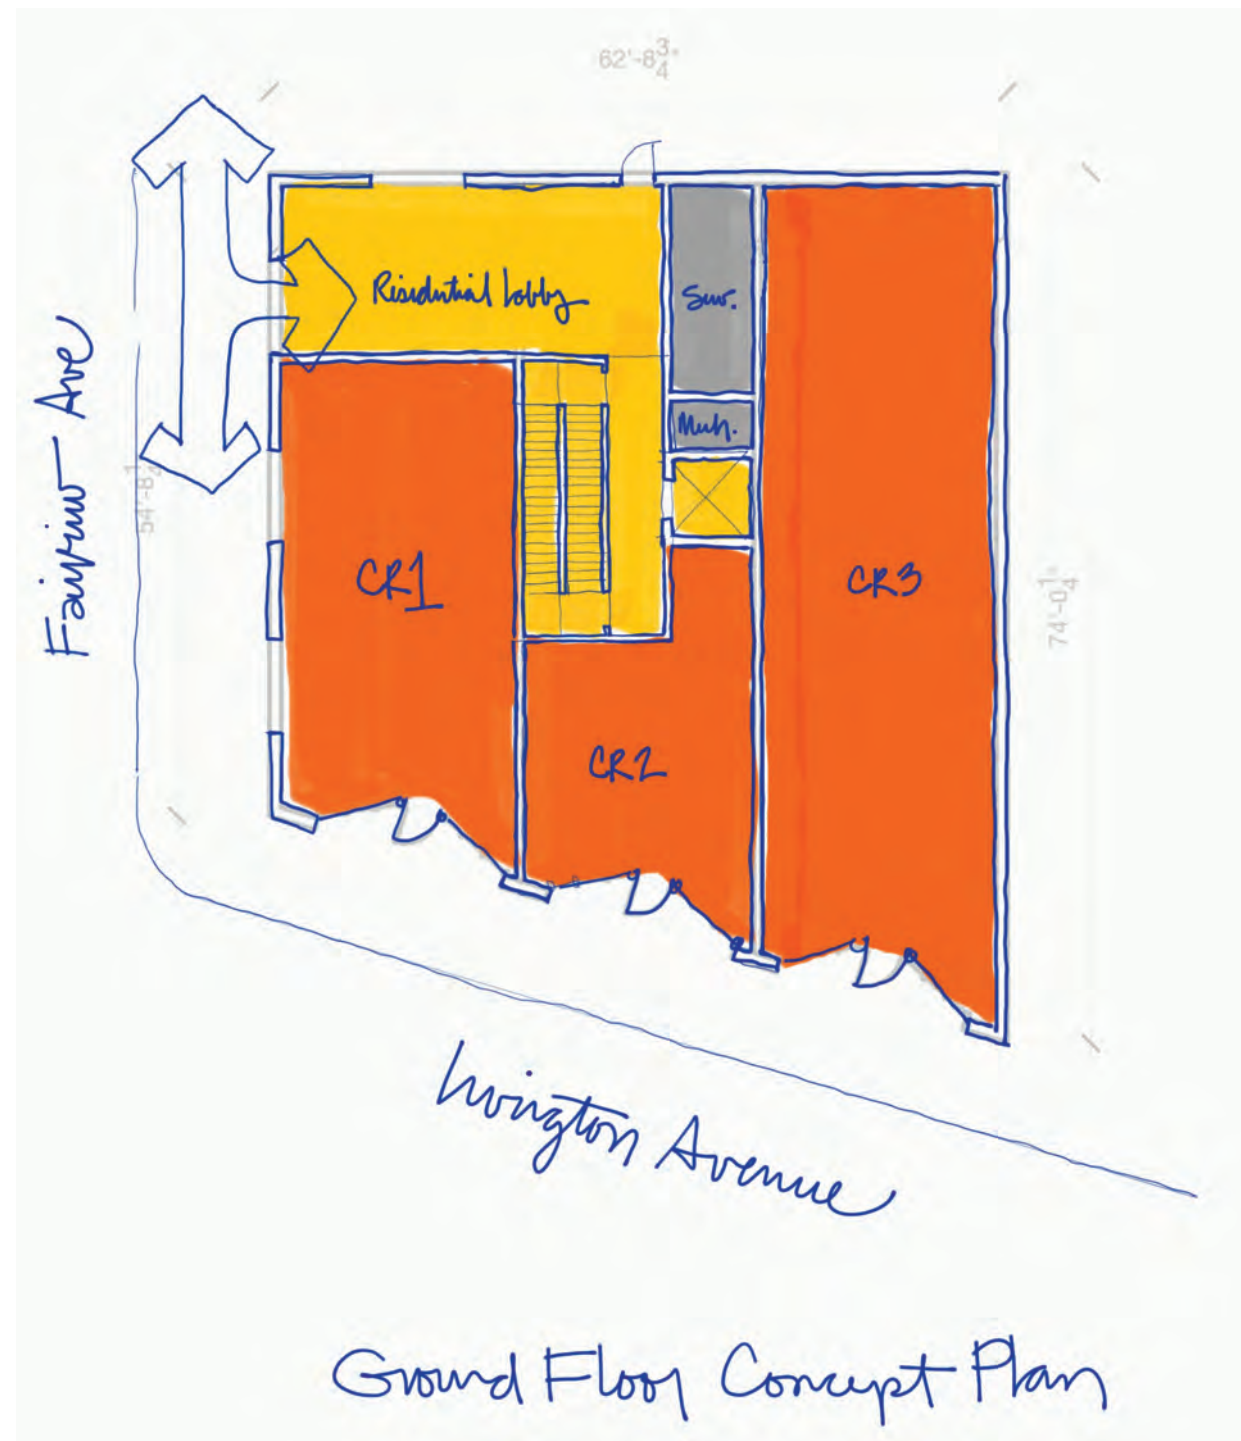 62'-8 3/4"
Residential Lobby
Serv.
Mech.
Fairview Ave
54'-8 1/4"
CR1
CR3
74'-0 1/4"
CR2
Irvington Avenue
Ground Floor Concept Plan